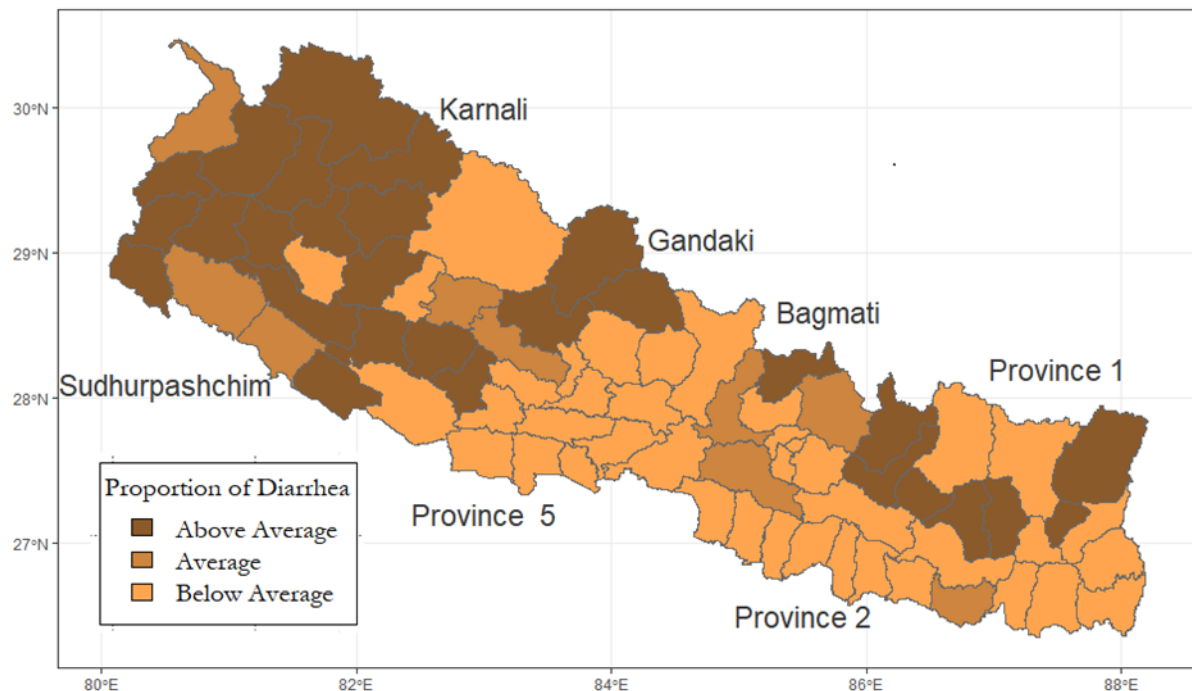 30°N
Karnali
Gandaki
29°N
Bagmati
Province 1
Sudhurpashchim
28°N
Proportion of Diarrhea
Above Average
Average
Below Average
Province 5
27°N
Province 2
80°E
82°E
84°E
86°E
88°E